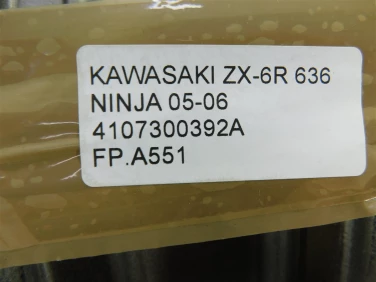 KAWASAKI ZX-6R 636
NINJA 05-06
4107300392A
FP.A551